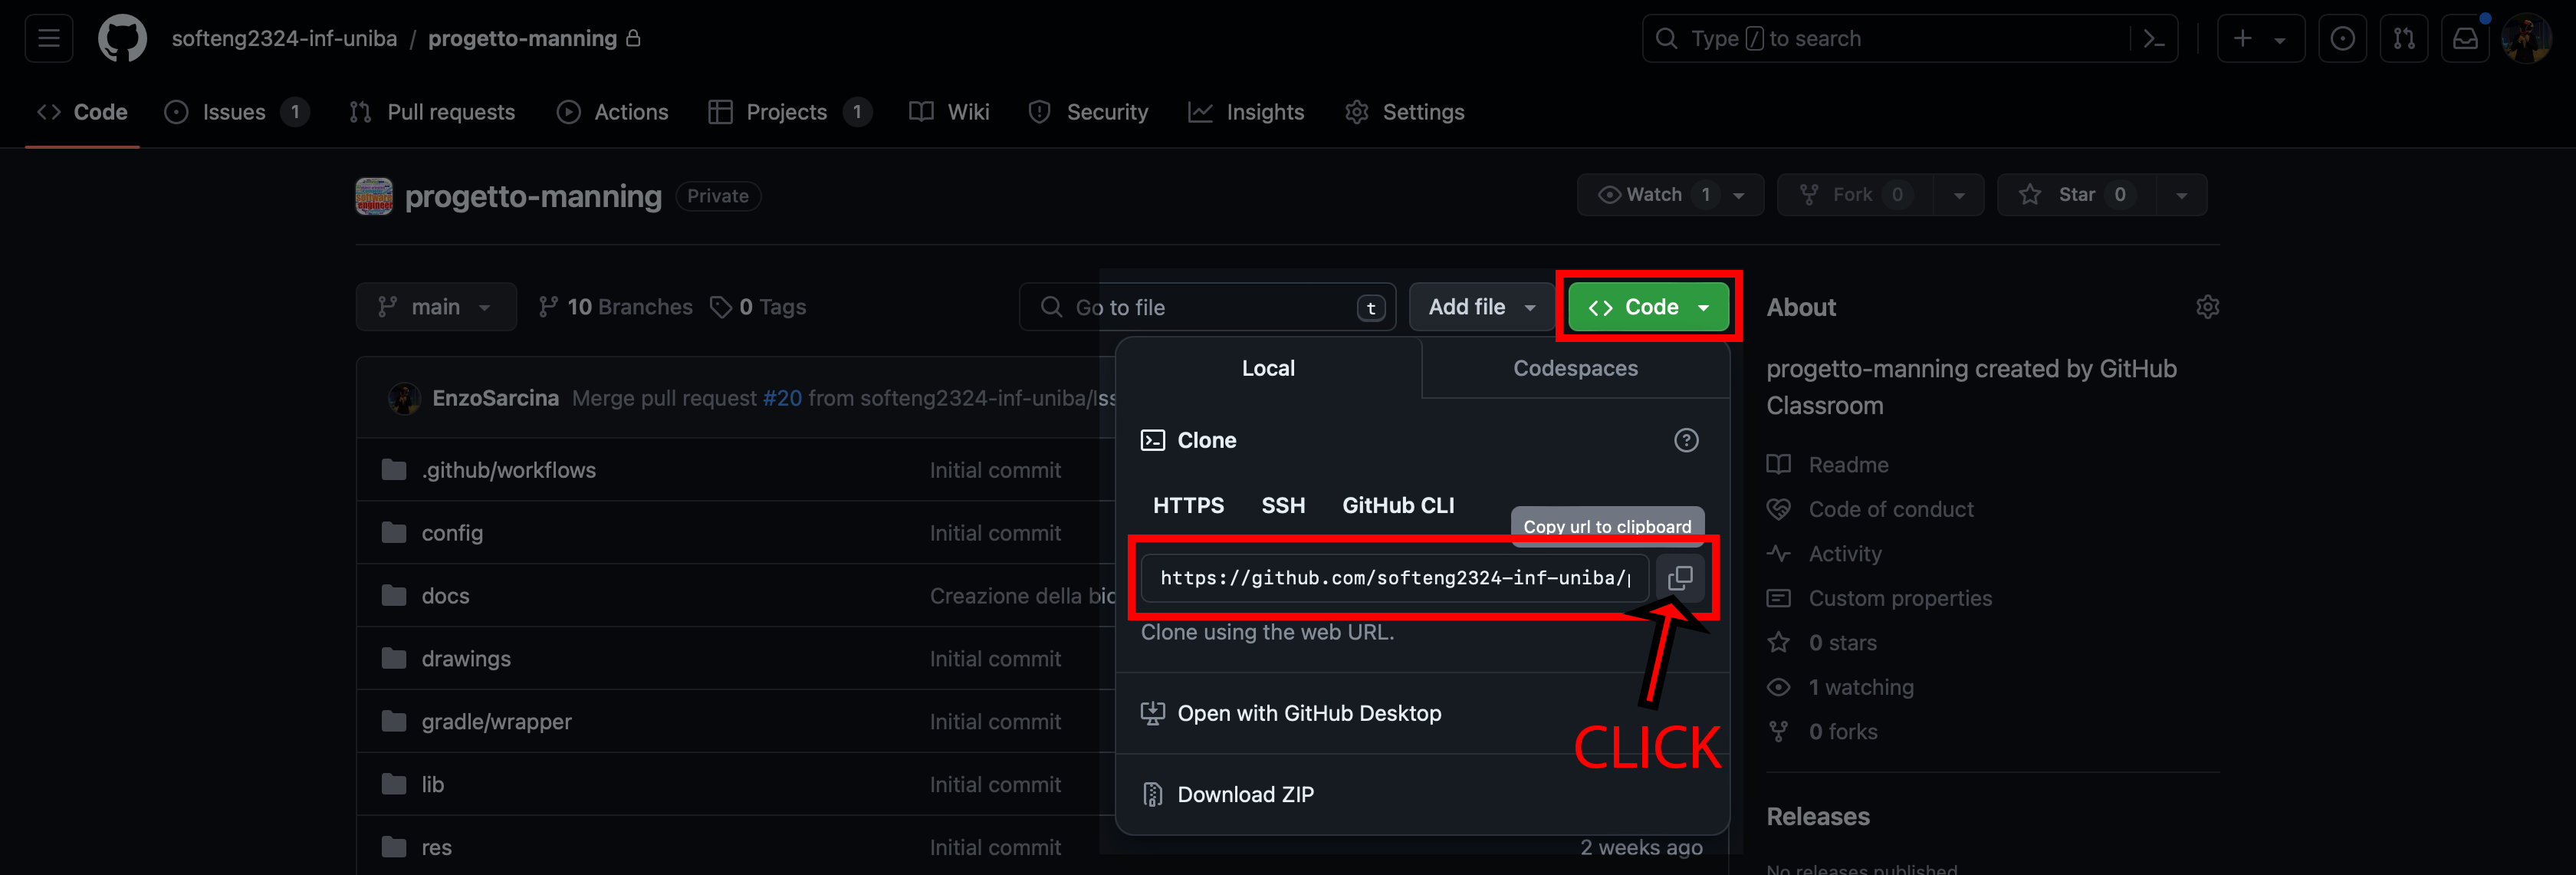 softeng2324-inf-uniba / progetto-manning
Type / to search
Code
Issues 1
Pull requests
Actions
Projects 1
Wiki
Security
Insights
Settings
progetto-manning Private
Watch 1
Fork 0
Star 0
main
10 Branches
0 Tags
Go to file t
Add file
Code
EnzoSarcina Merge pull request #20 from softeng2324-inf-uniba/Iss
.github/workflows Initial commit
config Initial commit
docs Creazione della
drawings Initial commit
gradle/wrapper Initial commit
lib Initial commit
res Initial commit 2 weeks ago
Local
Codespaces
Clone
HTTPS SSH GitHub CLI
Copy url to clipboard
https://github.com/softeng2324-inf-uniba/p
Clone using the web URL.
Open with GitHub Desktop
CLICK
Download ZIP
About
progetto-manning created by GitHub
Classroom
Readme
Code of conduct
Activity
Custom properties
0 stars
1 watching
0 forks
Releases
No releases published